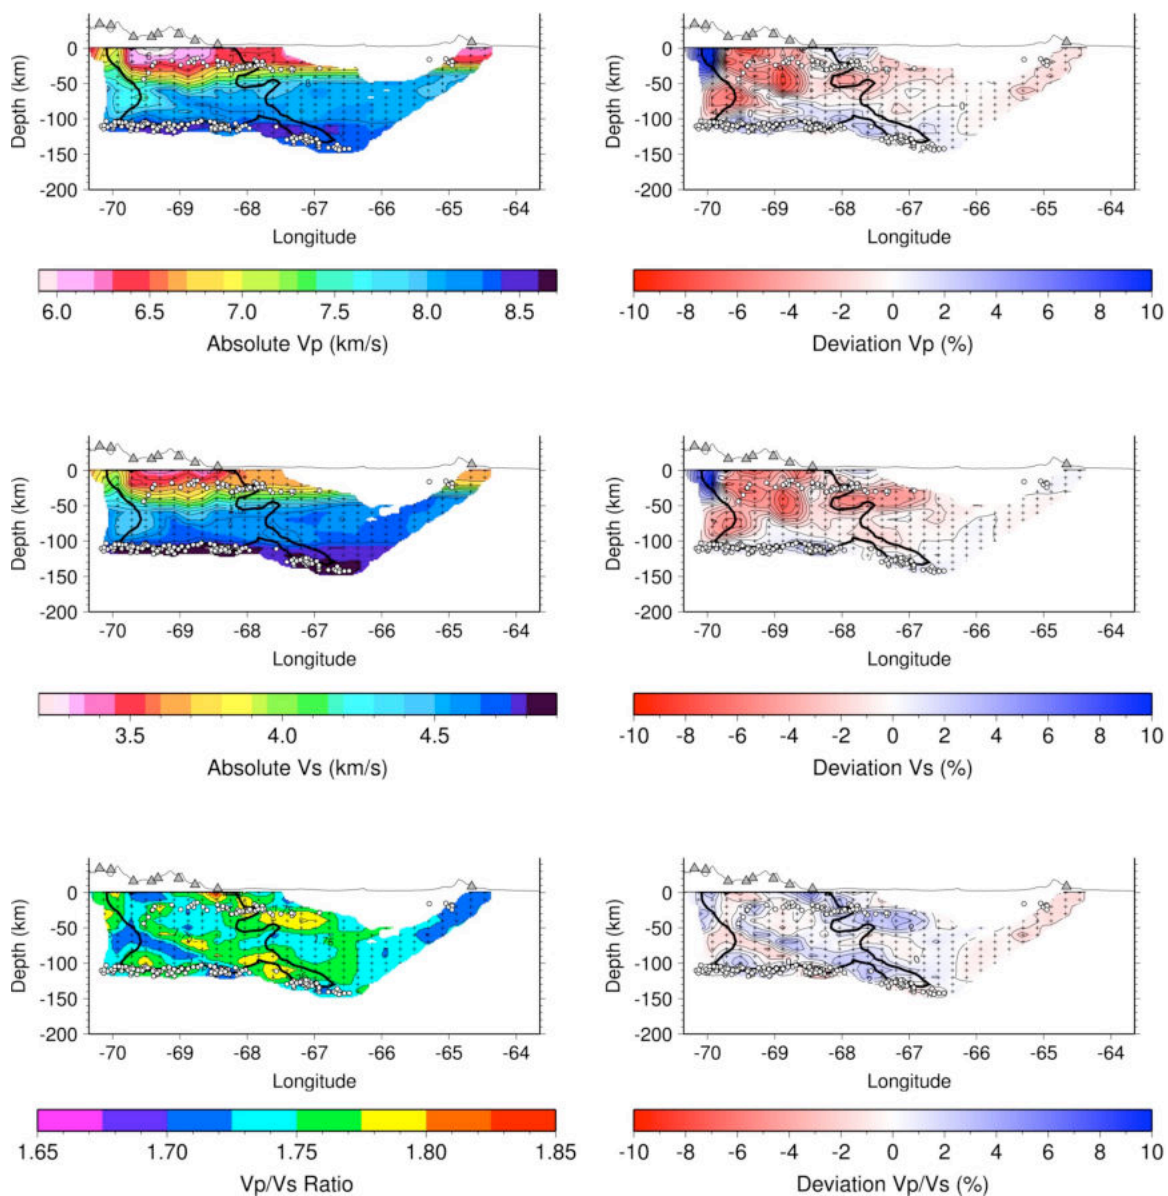 0
-50
-100
-150
-200
Depth (km)
-70 -69 -68 -67 -66 -65 -64
Longitude
6.0 6.5 7.0 7.5 8.0 8.5
Absolute Vp (km/s)
0
-50
-100
-150
-200
Depth (km)
-70 -69 -68 -67 -66 -65 -64
Longitude
-10 -8 -6 -4 -2 0 2 4 6 8 10
Deviation Vp (%)
0
-50
-100
-150
-200
Depth (km)
-70 -69 -68 -67 -66 -65 -64
Longitude
3.5 4.0 4.5
Absolute Vs (km/s)
0
-50
-100
-150
-200
Depth (km)
-70 -69 -68 -67 -66 -65 -64
Longitude
-10 -8 -6 -4 -2 0 2 4 6 8 10
Deviation Vs (%)
0
-50
-100
-150
-200
Depth (km)
-70 -69 -68 -67 -66 -65 -64
Longitude
1.65 1.70 1.75 1.80 1.85
Vp/Vs Ratio
0
-50
-100
-150
-200
Depth (km)
-70 -69 -68 -67 -66 -65 -64
Longitude
-10 -8 -6 -4 -2 0 2 4 6 8 10
Deviation Vp/Vs (%)